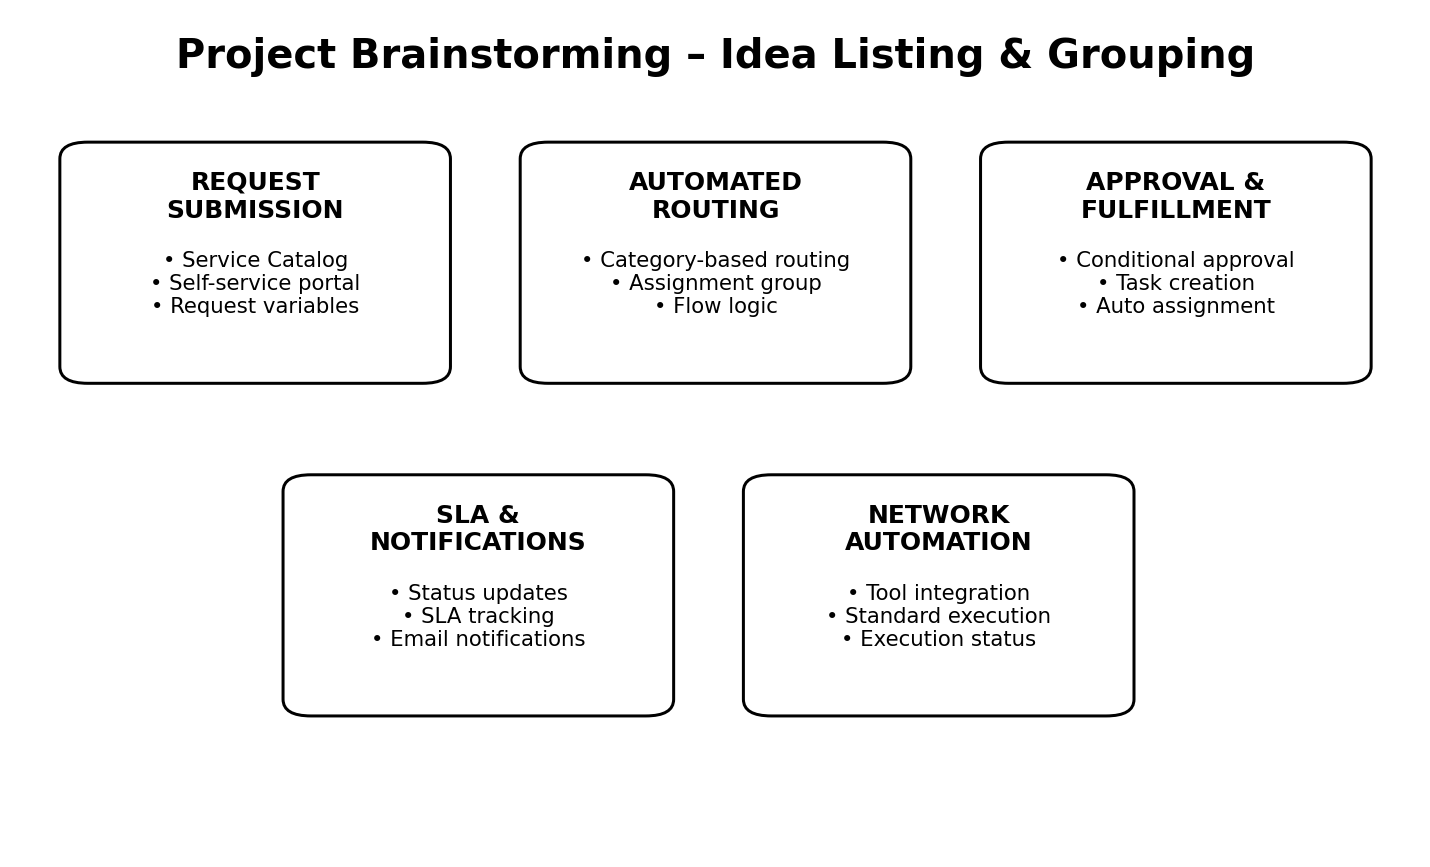 Project Brainstorming – Idea Listing & Grouping
REQUEST
SUBMISSION
• Service Catalog
• Self-service portal
• Request variables
AUTOMATED
ROUTING
• Category-based routing
• Assignment group
• Flow logic
APPROVAL &
FULFILLMENT
• Conditional approval
• Task creation
• Auto assignment
SLA &
NOTIFICATIONS
• Status updates
• SLA tracking
• Email notifications
NETWORK
AUTOMATION
• Tool integration
• Standard execution
• Execution status